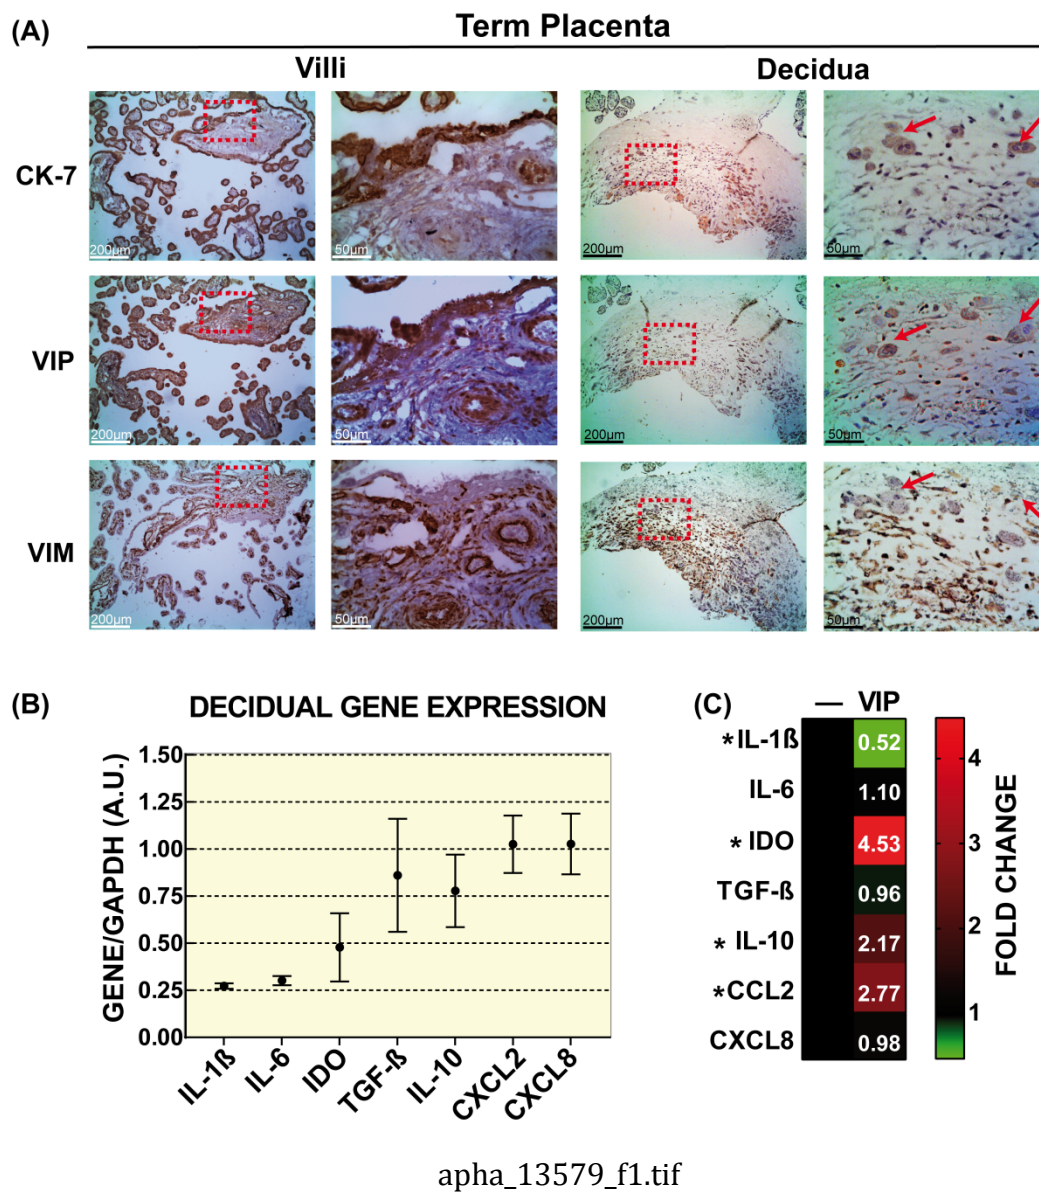 (A)
Term Placenta
Villi Decidua
CK-7
200µm 50µm 200µm 50µm
VIP
200µm 50µm 200µm 50µm
VIM
200µm 50µm 200µm 50µm
(B)
DECIDUAL GENE EXPRESSION
GENE/GAPDH (A.U.)
1.50
1.25
1.00
0.75
0.50
0.25
0.00
IL-1ß IL-6 IDO TGF-ß IL-10 CXCL2 CXCL8
(C)
— VIP
*IL-1ß 0.52
IL-6 1.10
* IDO 4.53
TGF-ß 0.96
* IL-10 2.17
*CCL2 2.77
CXCL8 0.98
4
3
2
1
FOLD CHANGE
apha_13579_f1.tif